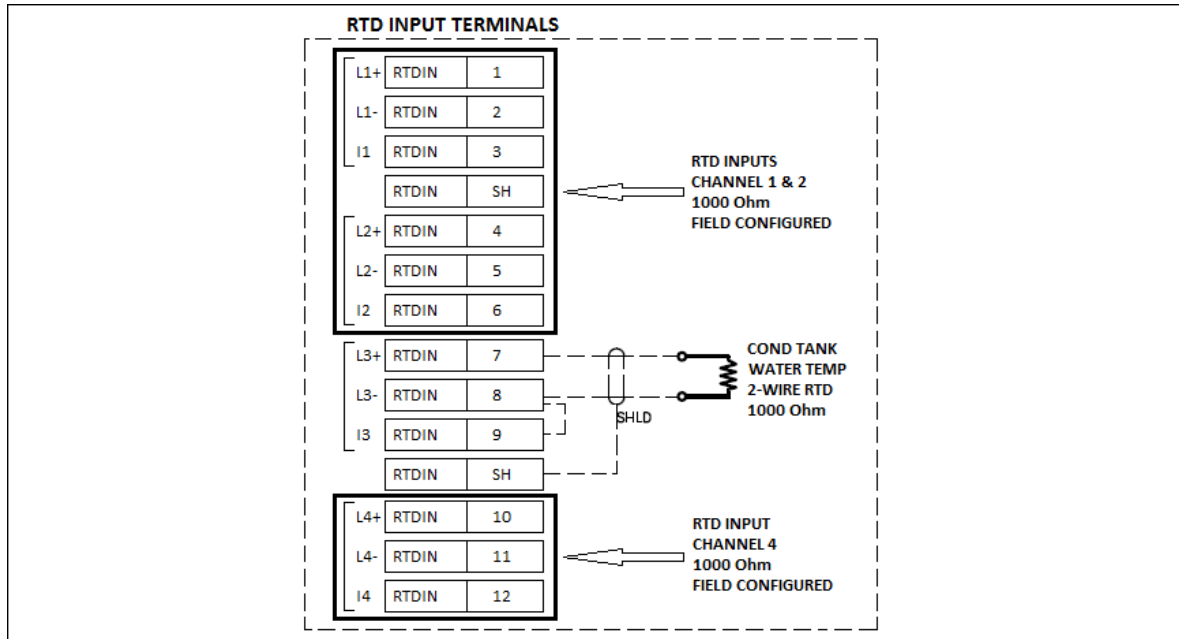 RTD INPUT TERMINALS
L1+ RTDIN 1
L1- RTDIN 2
I1 RTDIN 3
RTDIN SH
L2+ RTDIN 4
L2- RTDIN 5
I2 RTDIN 6
RTD INPUTS
CHANNEL 1 & 2
1000 Ohm
FIELD CONFIGURED
L3+ RTDIN 7
L3- RTDIN 8
I3 RTDIN 9
RTDIN SH
SHLD
COND TANK
WATER TEMP
2-WIRE RTD
1000 Ohm
L4+ RTDIN 10
L4- RTDIN 11
I4 RTDIN 12
RTD INPUT
CHANNEL 4
1000 Ohm
FIELD CONFIGURED